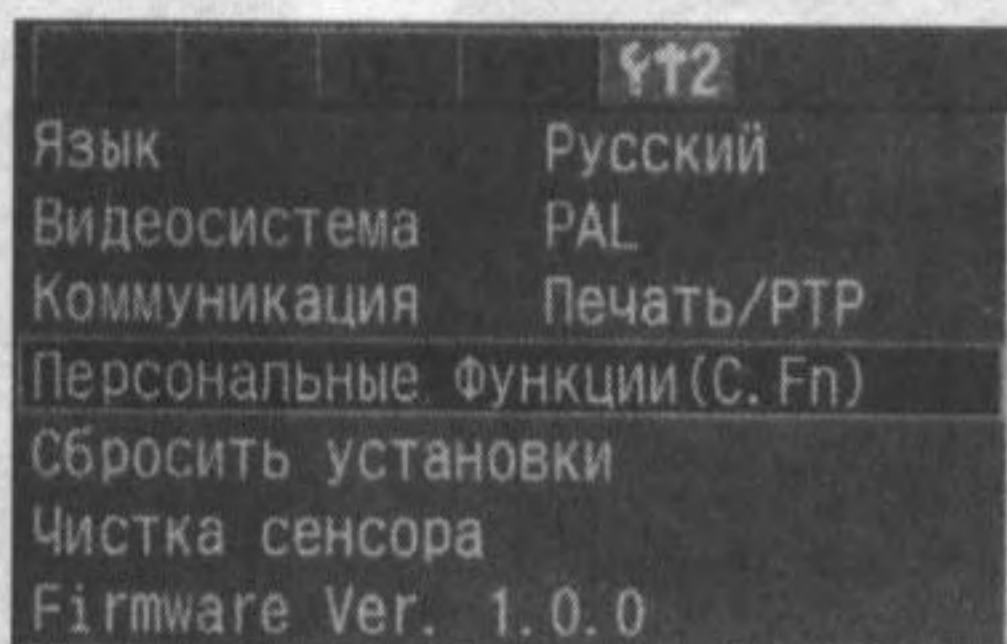 2
Язык Русский
Видеосистема PAL
Коммуникация Печать/PTP
Персональные Функции(C.Fn)
Сбросить установки
Чистка сенсора
Firmware Ver. 1.0.0